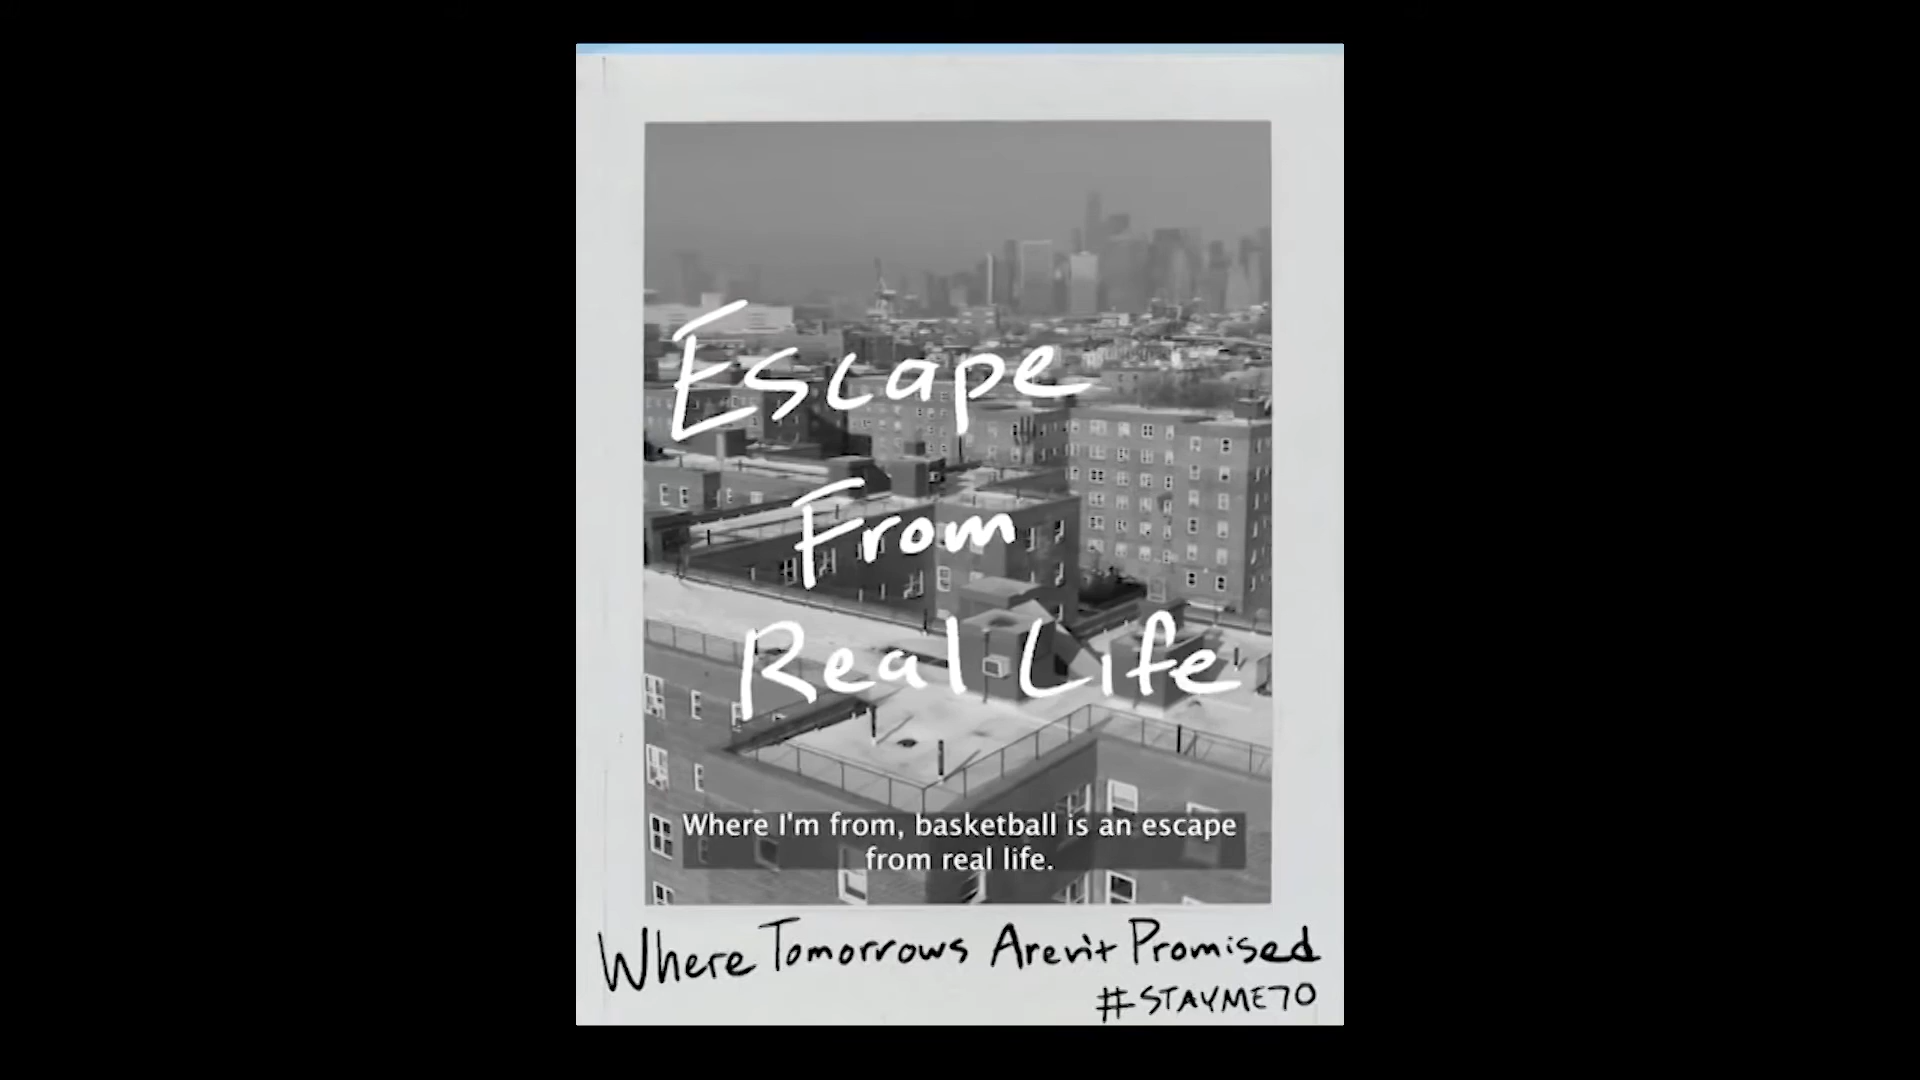 Escape
From
Real Life
Where I'm from, basketball is an escape
from real life.
Where Tomorrows Aren't Promised
#STAYME70